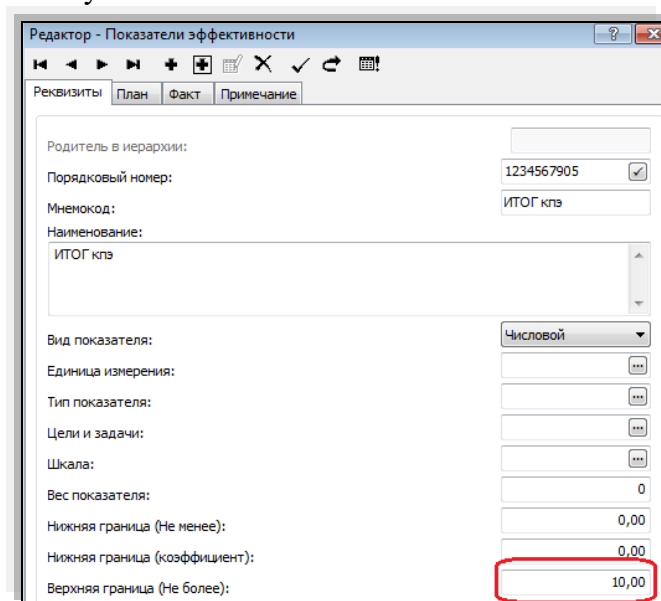 Редактор - Показатели эффективности
Реквизиты План Факт Примечание
Родитель в иерархии:
Порядковый номер: 1234567905
Мнемокод: ИТОГ кпэ
Наименование:
ИТОГ кпэ
Вид показателя: Числовой
Единица измерения:
Тип показателя:
Цели и задачи:
Шкала:
Вес показателя: 0
Нижняя граница (Не менее): 0,00
Нижняя граница (коэффициент): 0,00
Верхняя граница (Не более): 10,00